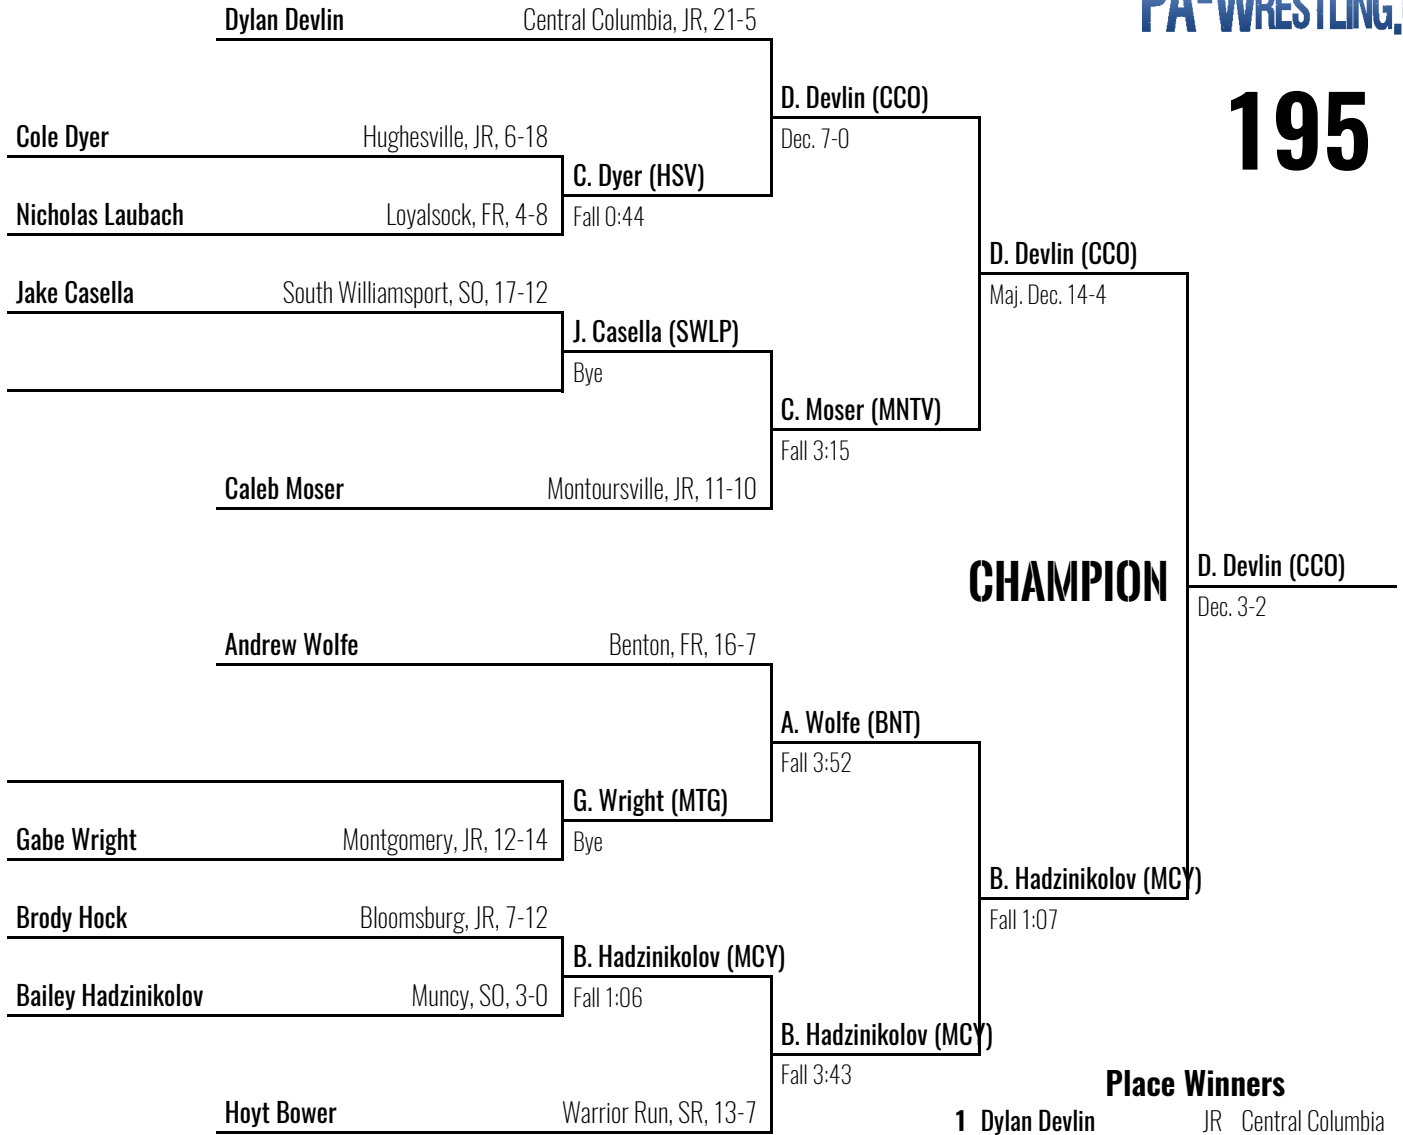 PA-WRESTLING.
195
Dylan Devlin Central Columbia, JR, 21-5
D. Devlin (CCO)
Dec. 7-0
Cole Dyer Hughesville, JR, 6-18
C. Dyer (HSV)
Fall 0:44
Nicholas Laubach Loyalsock, FR, 4-8
D. Devlin (CCO)
Maj. Dec. 14-4
Jake Casella South Williamsport, SO, 17-12
J. Casella (SWLP)
Bye
C. Moser (MNTV)
Fall 3:15
Caleb Moser Montoursville, JR, 11-10
CHAMPION
D. Devlin (CCO)
Dec. 3-2
Andrew Wolfe Benton, FR, 16-7
A. Wolfe (BNT)
Fall 3:52
G. Wright (MTG)
Bye
Gabe Wright Montgomery, JR, 12-14
B. Hadzinikolov (MCY)
Fall 1:07
Brody Hock Bloomsburg, JR, 7-12
B. Hadzinikolov (MCY)
Fall 1:06
Bailey Hadzinikolov Muncy, SO, 3-0
B. Hadzinikolov (MCY)
Fall 3:43
Hoyt Bower Warrior Run, SR, 13-7
Place Winners
1 Dylan Devlin JR Central Columbia